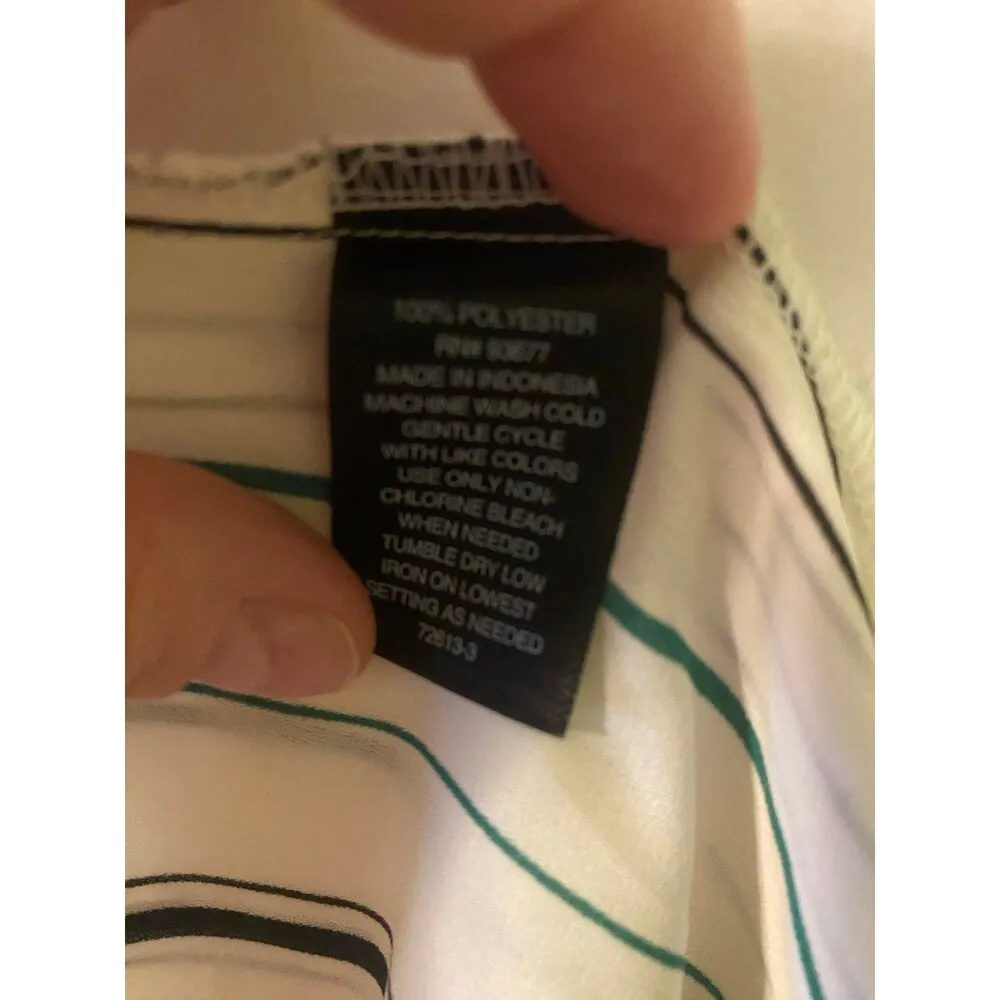 100% POLYESTER
RN# 93677
MADE IN INDONESIA
MACHINE WASH COLD
GENTLE CYCLE
WITH LIKE COLORS
USE ONLY NON-
CHLORINE BLEACH
WHEN NEEDED
TUMBLE DRY LOW
IRON ON LOWEST
SETTING AS NEEDED
72613-3